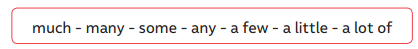 much - many - some - any - a few - a little - a lot of